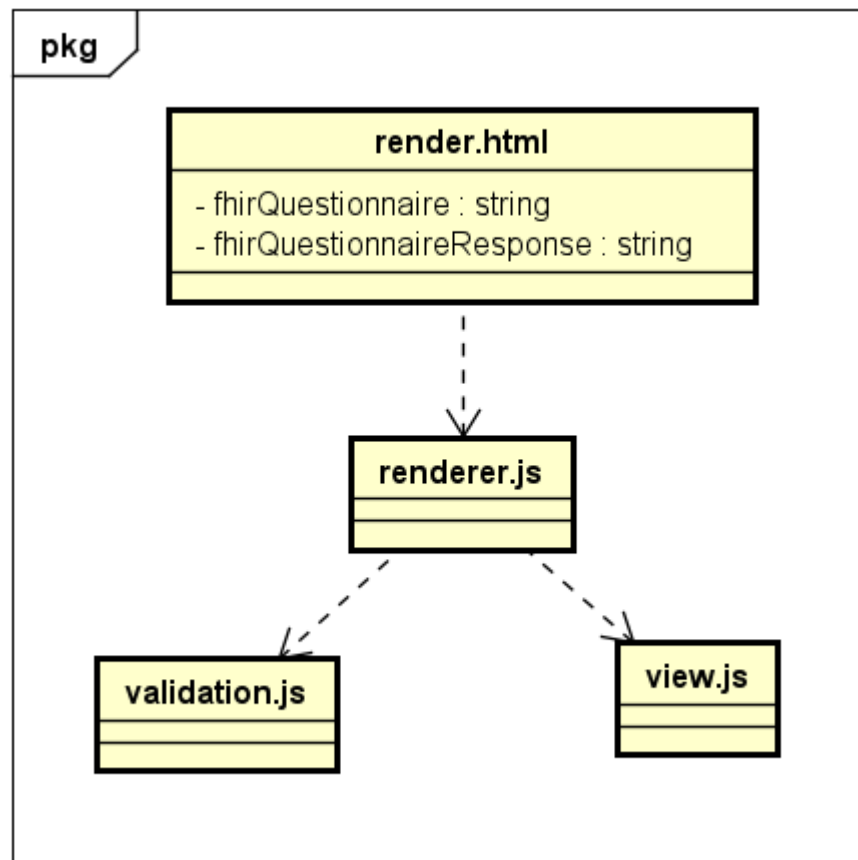 pkg
render.html
- fhirQuestionnaire : string
- fhirQuestionnaireResponse : string
renderer.js
validation.js
view.js